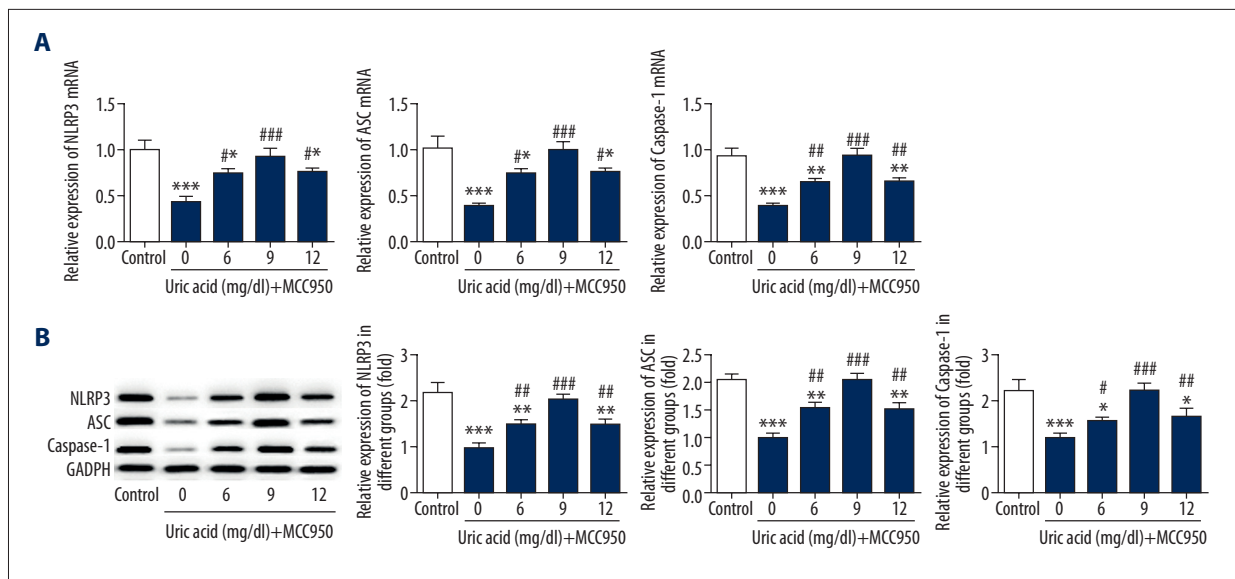 A
Relative expression of NLRP3 mRNA
1.5
1.0
0.5
0.0
***
#*
###
#*
Control 0 6 9 12
Uric acid (mg/dl)+MCC950
Relative expression of ASC mRNA
1.5
1.0
0.5
0.0
***
#*
###
#*
Control 0 6 9 12
Uric acid (mg/dl)+MCC950
Relative expression of Caspase-1 mRNA
1.5
1.0
0.5
0.0
***
##
**
###
##
**
Control 0 6 9 12
Uric acid (mg/dl)+MCC950
B
NLRP3
ASC
Caspase-1
GADPH
Control 0 6 9 12
Uric acid (mg/dl)+MCC950
Relative expression of NLRP3 in
different groups (fold)
3
2
1
0
***
##
**
###
##
**
Control 0 6 9 12
Uric acid (mg/dl)+MCC950
Relative expression of ASC in
different groups (fold)
2.5
2.0
1.5
1.0
0.5
0.0
***
##
**
###
##
**
Control 0 6 9 12
Uric acid (mg/dl)+MCC950
Relative expression of Caspase-1 in
different groups (fold)
3
2
1
0
***
#
*
###
##
*
Control 0 6 9 12
Uric acid (mg/dl)+MCC950